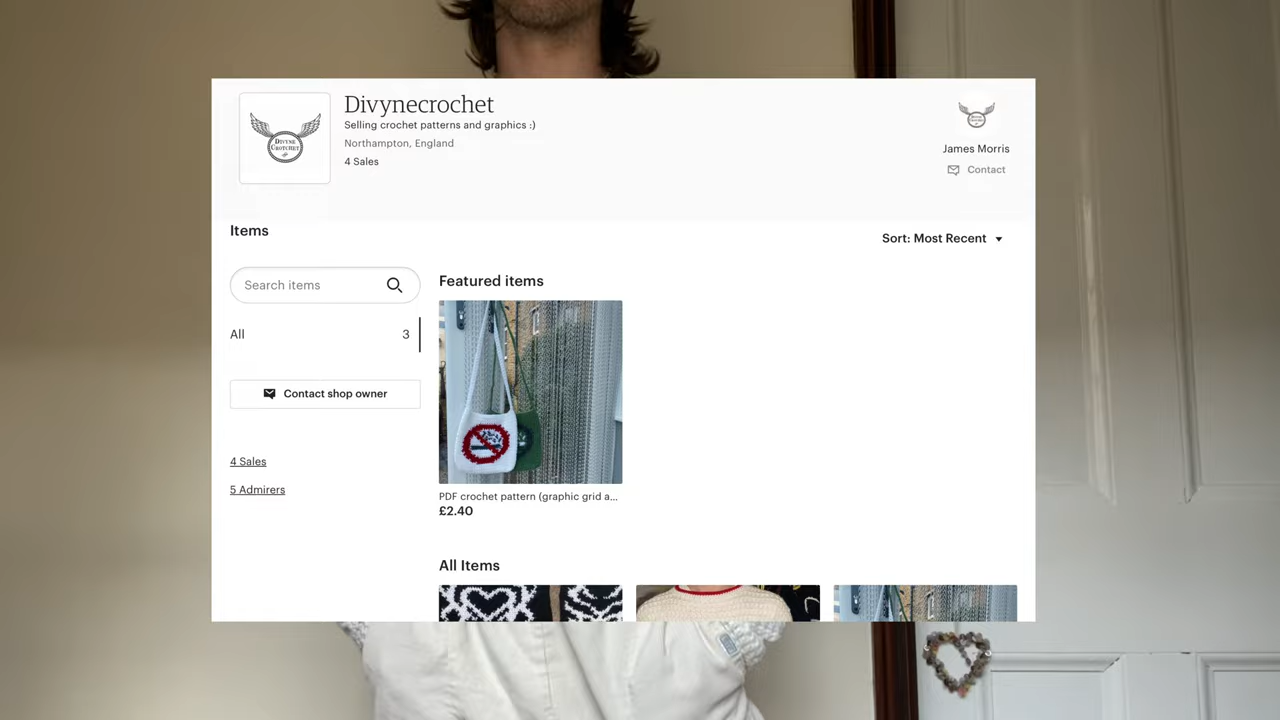 Divynecrochet
Selling crochet patterns and graphics :)
Northampton, England
4 Sales
DIVYNE
CROTCHET
James Morris
Contact
Items
Sort: Most Recent
Search items
All 3
Contact shop owner
4 Sales
5 Admirers
Featured items
PDF crochet pattern (graphic grid a...
£2.40
All Items